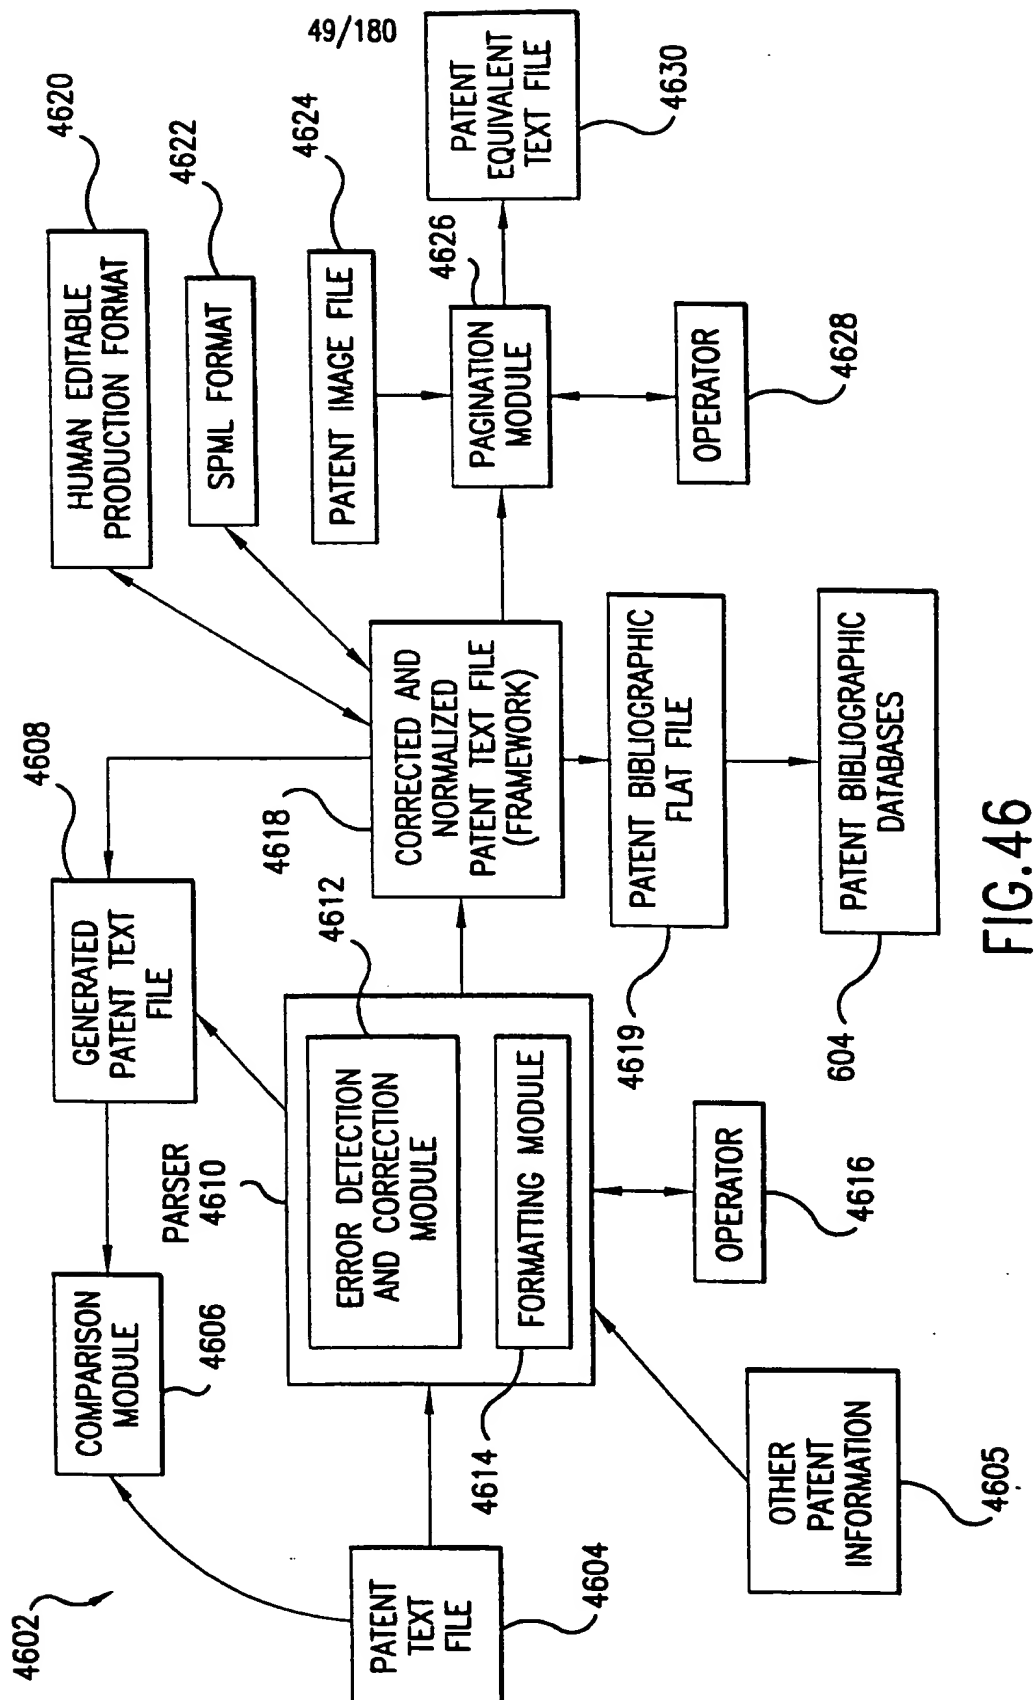 49/180
4602
PATENT
TEXT
FILE
4604
COMPARISON
MODULE
4606
GENERATED
PATENT TEXT
FILE
4608
PARSER
4610
ERROR DETECTION
AND CORRECTION
MODULE
4612
FORMATTING MODULE
4614
OPERATOR
4616
OTHER
PATENT
INFORMATION
4605
CORRECTED AND
NORMALIZED
PATENT TEXT FILE
(FRAMEWORK)
4618
PATENT BIBLIOGRAPHIC
FLAT FILE
4619
PATENT BIBLIOGRAPHIC
DATABASES
604
HUMAN EDITABLE
PRODUCTION FORMAT
4620
SPML FORMAT
4622
PATENT IMAGE FILE
4624
PAGINATION
MODULE
4626
OPERATOR
4628
PATENT
EQUIVALENT
TEXT FILE
4630
FIG.46